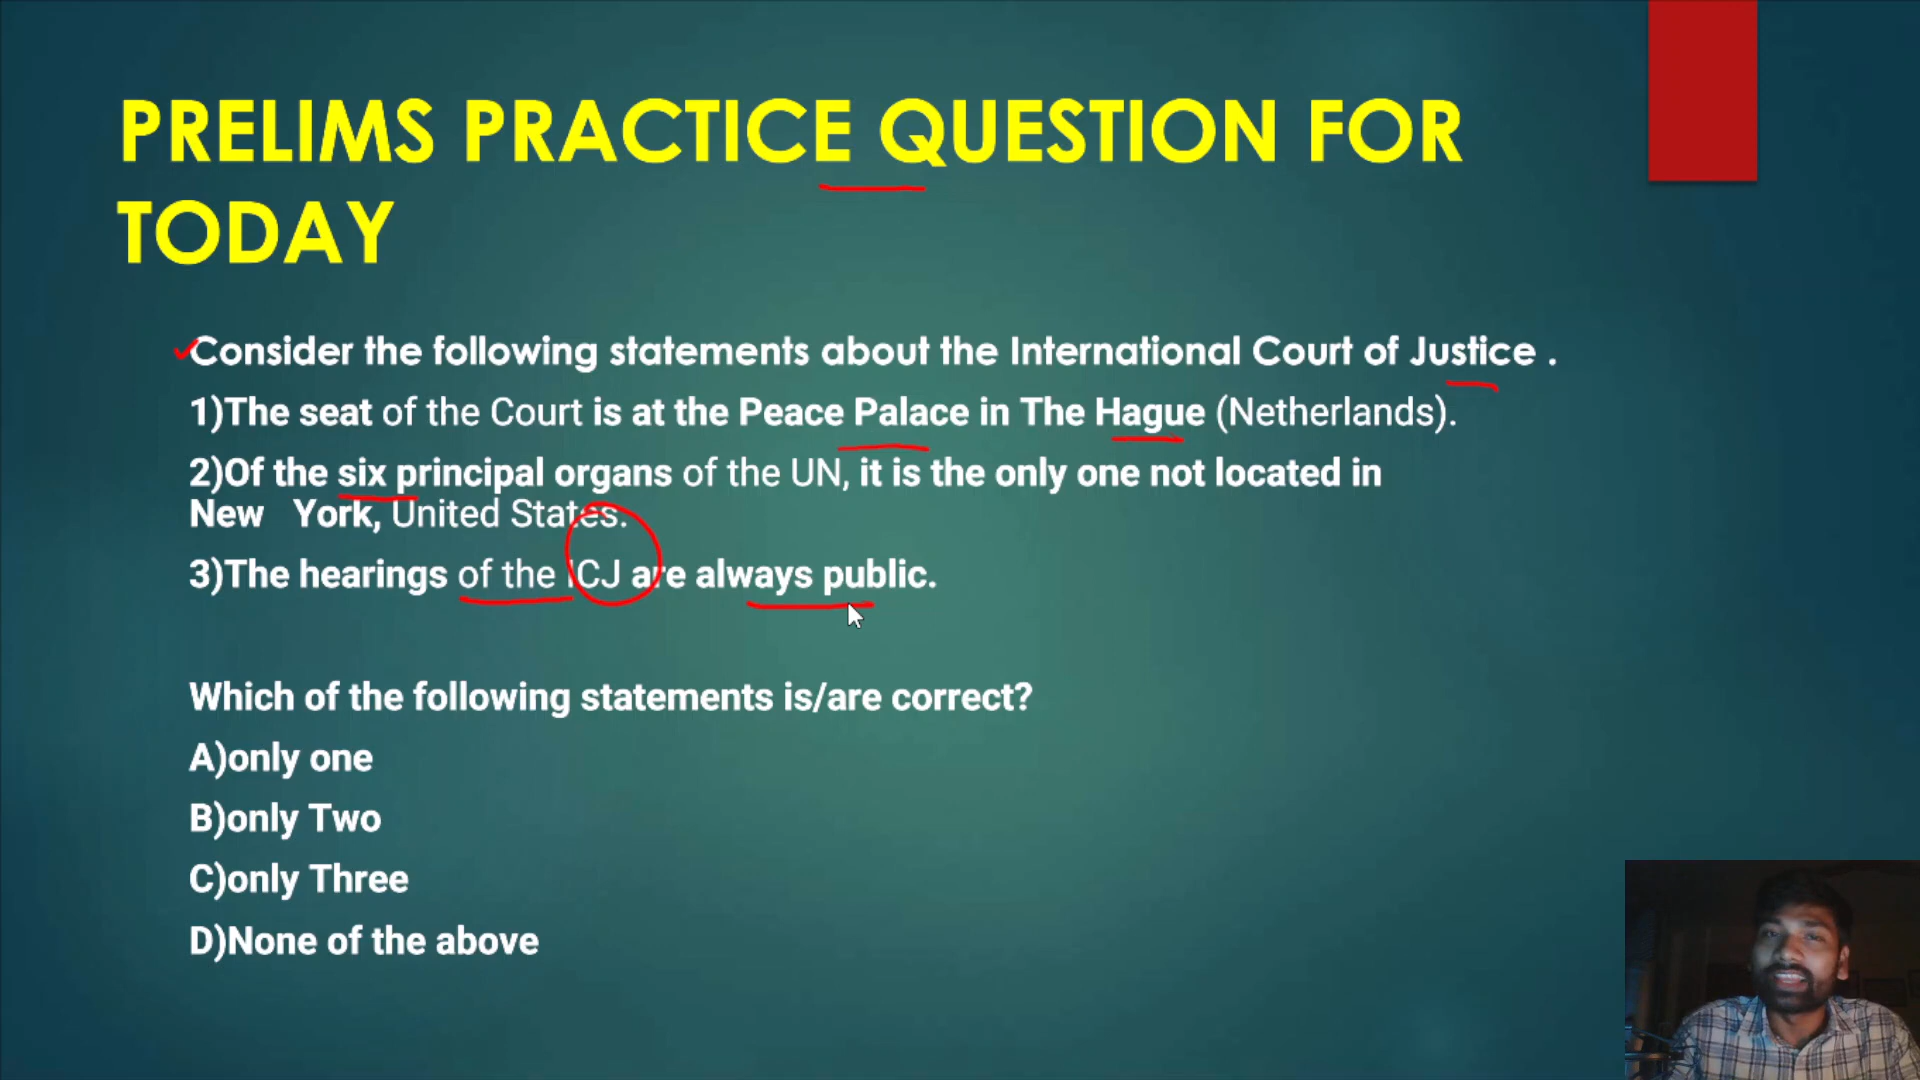 PRELIMS PRACTICE QUESTION FOR
TODAY
Consider the following statements about the International Court of Justice .
1)The seat of the Court is at the Peace Palace in The Hague (Netherlands).
2)Of the six principal organs of the UN, it is the only one not located in
New York, United States.
3)The hearings of the ICJ are always public.
Which of the following statements is/are correct?
A)only one
B)only Two
C)only Three
D)None of the above